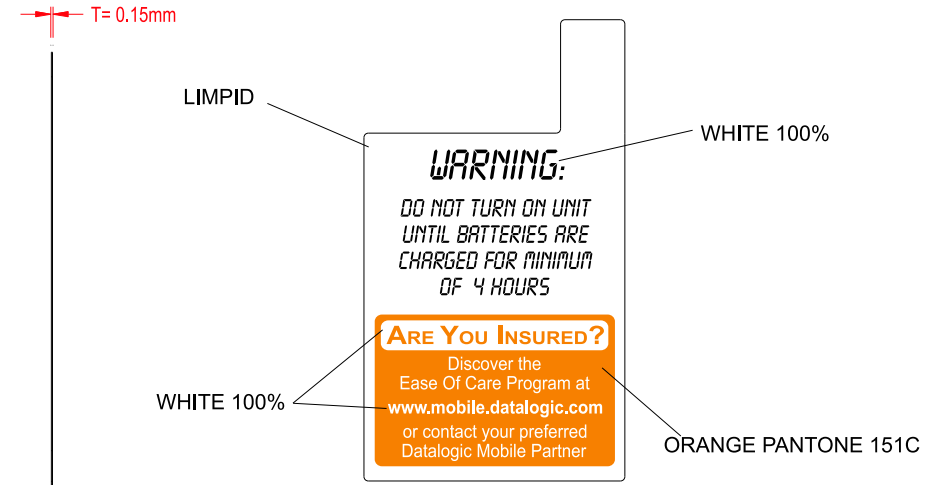 T= 0.15mm
LIMPID
WHITE 100%
WARNING:
DO NOT TURN ON UNIT
UNTIL BATTERIES ARE
CHARGED FOR MINIMUM
OF 4 HOURS
ARE YOU INSURED?
Discover the
Ease Of Care Program at
www.mobile.datalogic.com
or contact your preferred
Datalogic Mobile Partner
WHITE 100%
ORANGE PANTONE 151C